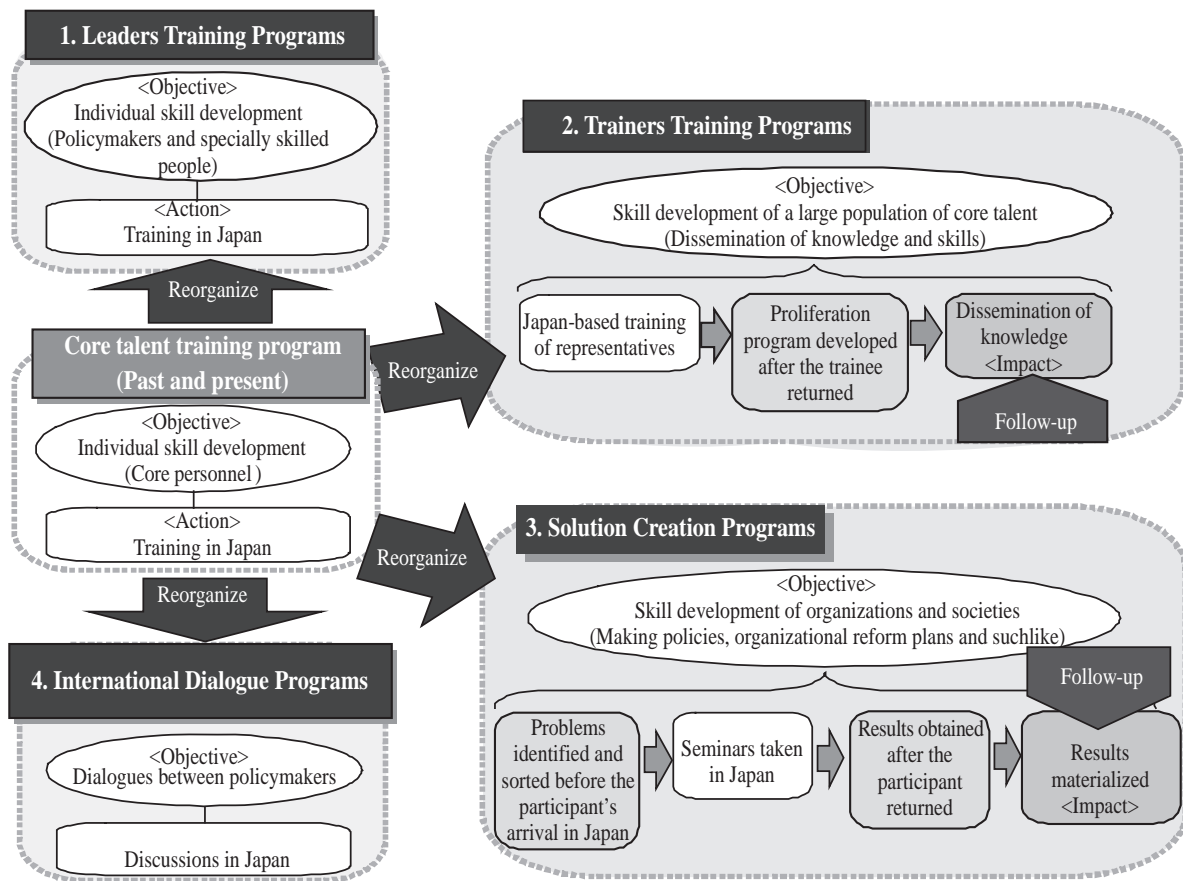 1. Leaders Training Programs
<Objective>
Individual skill development
(Policymakers and specially skilled
people)
<Action>
Training in Japan
Reorganize
Core talent training program
(Past and present)
<Objective>
Individual skill development
(Core personnel)
<Action>
Training in Japan
Reorganize
4. International Dialogue Programs
<Objective>
Dialogues between policymakers
Discussions in Japan
Reorganize
2. Trainers Training Programs
<Objective>
Skill development of a large population of core talent
(Dissemination of knowledge and skills)
Japan-based training
of representatives
Proliferation
program developed
after the trainee
returned
Dissemination of
knowledge
<Impact>
Follow-up
Reorganize
3. Solution Creation Programs
<Objective>
Skill development of organizations and societies
(Making policies, organizational reform plans and suchlike)
Follow-up
Problems
identified and
sorted before the
participant's
arrival in Japan
Seminars taken
in Japan
Results obtained
after the
participant
returned
Results
materialized
<Impact>